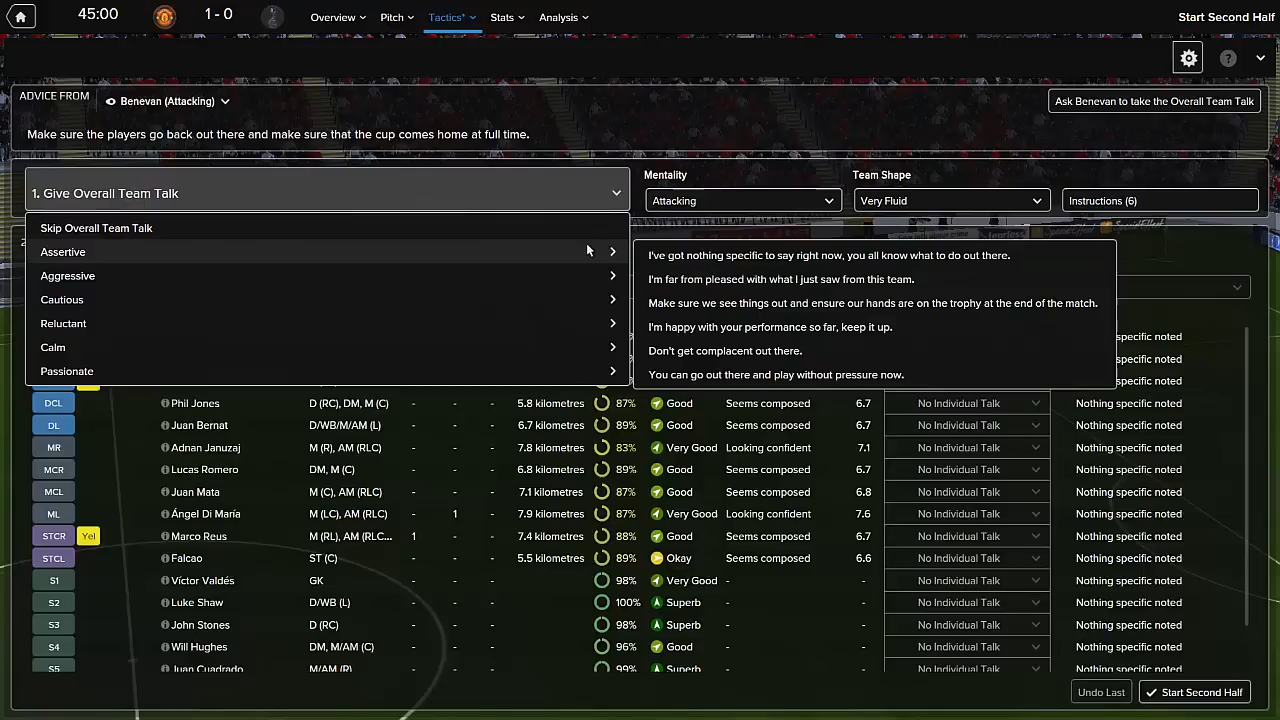 45:00 1 - 0 Overview Pitch Tactics* Stats Analysis Start Second Half
?
ADVICE FROM Benevan (Attacking) Ask Benevan to take the Overall Team Talk
Make sure the players go back out there and make sure that the cup comes home at full time.
Mentality Team Shape
1. Give Overall Team Talk Attacking Very Fluid Instructions (6)
Skip Overall Team Talk
Assertive
Aggressive
Cautious
Reluctant
Calm
Passionate
I've got nothing specific to say right now, you all know what to do out there.
I'm far from pleased with what I just saw from this team.
Make sure we see things out and ensure our hands are on the trophy at the end of the match.
I'm happy with your performance so far, keep it up.
Don't get complacent out there.
You can go out there and play without pressure now.
specific noted
specific noted
specific noted
DCL Phil Jones D (RC), DM, M (C) - - - 5.8 kilometres 87% Good Seems composed 6.7 No Individual Talk Nothing specific noted
DL Juan Bernat D/WB/M/AM (L) - - - 6.7 kilometres 89% Good Seems composed 6.7 No Individual Talk Nothing specific noted
MR Adnan Januzaj M (R), AM (RLC) - - - 7.8 kilometres 83% Very Good Looking confident 7.1 No Individual Talk Nothing specific noted
MCR Lucas Romero DM, M (C) - - - 6.8 kilometres 89% Good Seems composed 6.7 No Individual Talk Nothing specific noted
MCL Juan Mata M (C), AM (RLC) - - - 7.1 kilometres 87% Good Seems composed 6.8 No Individual Talk Nothing specific noted
ML Ángel Di María M (LC), AM (RLC) - 1 - 7.9 kilometres 87% Very Good Looking confident 7.6 No Individual Talk Nothing specific noted
STCR Yel Marco Reus M (RL), AM (RLC... 1 - - 7.4 kilometres 88% Good Seems composed 6.7 No Individual Talk Nothing specific noted
STCL Falcao ST (C) - - - 5.5 kilometres 89% Okay Seems composed 6.6 No Individual Talk Nothing specific noted
S1 Víctor Valdés GK - - - 98% Very Good - - No Individual Talk Nothing specific noted
S2 Luke Shaw D/WB (L) - - - 100% Superb - - No Individual Talk Nothing specific noted
S3 John Stones D (RC) - - - 98% Superb - - No Individual Talk Nothing specific noted
S4 Will Hughes DM, M/AM (C) - - - 96% Good - - No Individual Talk Nothing specific noted
S5 Juan Cuadrado M/AM (R) - - - 99% Superb - - No Individual Talk Nothing specific noted
Undo Last Start Second Half